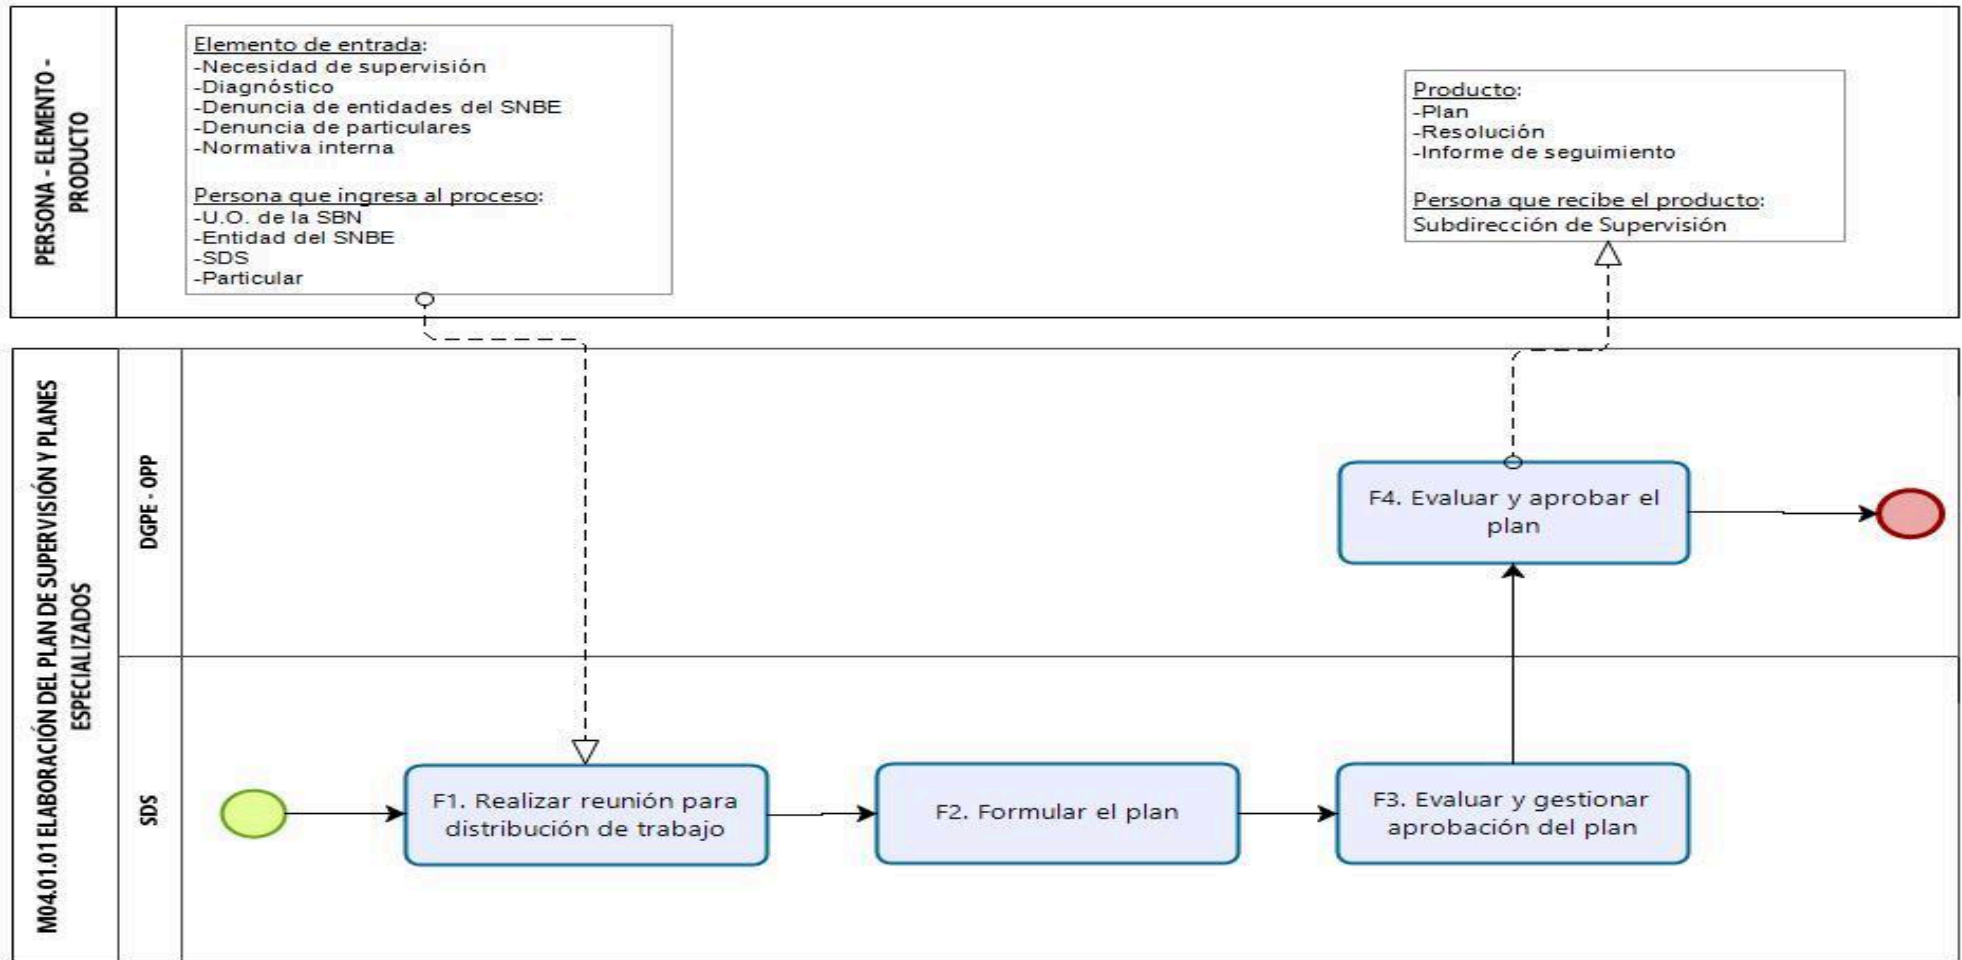 PERSONA - ELEMENTO -
PRODUCTO
Elemento de entrada:
-Necesidad de supervisión
-Diagnóstico
-Denuncia de entidades del SNBE
-Denuncia de particulares
-Normativa interna
Persona que ingresa al proceso:
-U.O. de la SBN
-Entidad del SNBE
-SDS
-Particular
Producto:
-Plan
-Resolución
-Informe de seguimiento
Persona que recibe el producto:
Subdirección de Supervisión
M04.01.01 ELABORACIÓN DEL PLAN DE SUPERVISIÓN Y PLANES
ESPECIALIZADOS
DGPE - OPP
F4. Evaluar y aprobar el
plan
SDS
F1. Realizar reunión para
distribución de trabajo
F2. Formular el plan
F3. Evaluar y gestionar
aprobación del plan